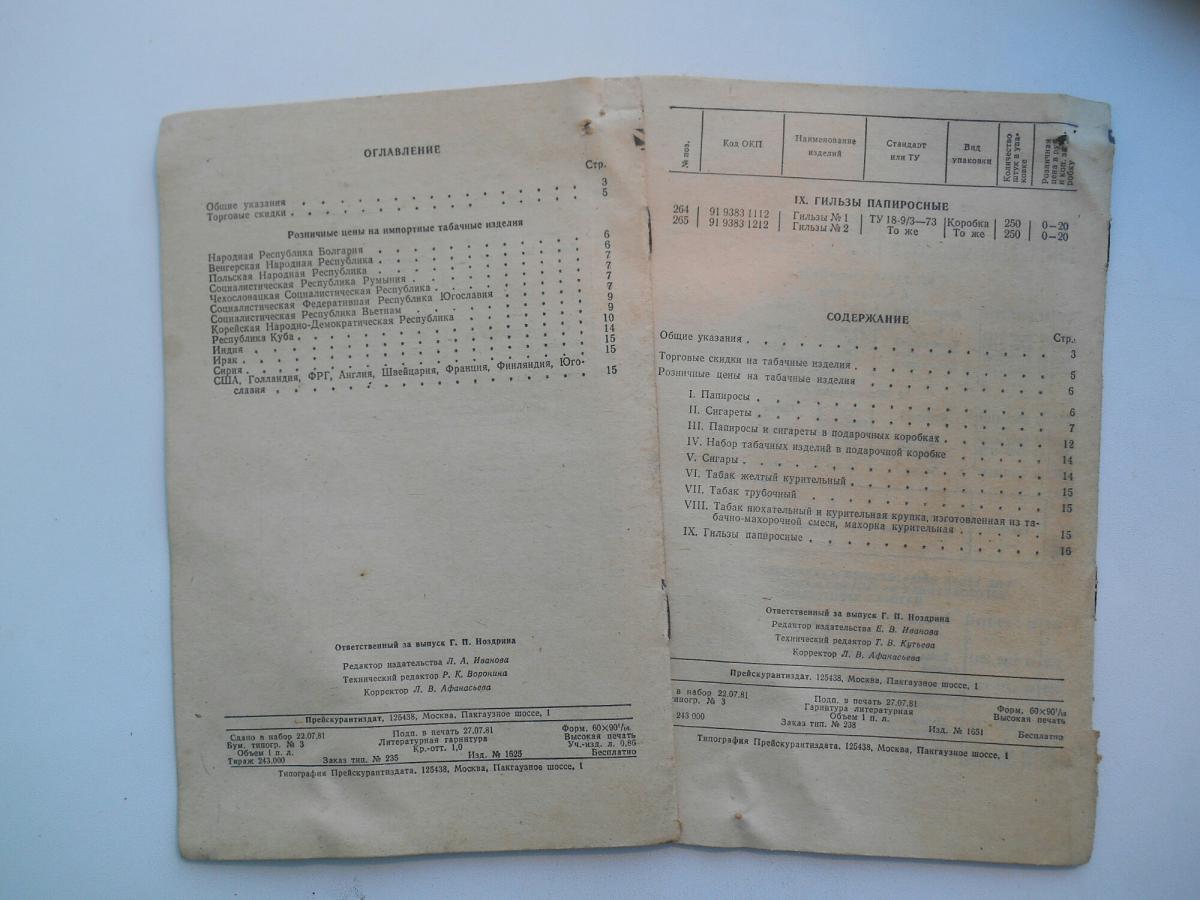 ОГЛАВЛЕНИЕ
Стр.
Общие указания . . . . . . . . . . . . 3
Торговые скидки . . . . . . . . . . . . 5
Розничные цены на импортные табачные изделия
Народная Республика Болгария . . . . . . . . 6
Венгерская Народная Республика . . . . . . . . 6
Польская Народная Республика . . . . . . . . 7
Социалистическая Республика Румыния . . . . . . . 7
Чехословацкая Социалистическая Республика . . . . . . 7
Социалистическая Федеративная Республика Югославия . . . . 7
Социалистическая Республика Вьетнам . . . . . . . 9
Корейская Народно-Демократическая Республика . . . . . 9
Республика Куба . . . . . . . . . . . 10
Индия . . . . . . . . . . . . . 14
Ирак . . . . . . . . . . . . . 15
Сирия . . . . . . . . . . . . . 15
США, Голландия, ФРГ, Англия, Швейцария, Франция, Финляндия, Юго-
славия . . . . . . . . . . . . 15
Ответственный за выпуск Г. П. Ноздрина
Редактор издательства Л. А. Иванова
Технический редактор Р. К. Воронина
Корректор Л. В. Афанасьева
Прейскурантиздат, 125438, Москва, Пакгаузное шоссе, 1
Сдано в набор 22.07.81 Подп. в печать 27.07.81 Форм. 60×90¹/₁₆
Бум. типогр. № 3 Литературная гарнитура Высокая печать
Объем 1 п. л. Кр.-отт. 1,0 Уч.-изд. л. 0,86
Тираж 243.000 Заказ тип. № 235 Изд. № 1625 Бесплатно
Типография Прейскурантиздата. 125438, Москва, Пакгаузное шоссе, 1
№ поз. Код ОКП Наименование изделий Стандарт или ТУ Вид упаковки Количество штук в упаковке Розничная цена в руб. и коп. за коробку
IX. ГИЛЬЗЫ ПАПИРОСНЫЕ
264 91 9383 1112 Гильзы № 1 ТУ 18-9/3—73 Коробка 250 0—20
265 91 9383 1212 Гильзы № 2 То же То же 250 0—20
СОДЕРЖАНИЕ
Стр.
Общие указания . . . . . . . . . . . . 3
Торговые скидки на табачные изделия . . . . . . . . 5
Розничные цены на табачные изделия . . . . . . . . 6
I. Папиросы . . . . . . . . . . . . 6
II. Сигареты . . . . . . . . . . . . 7
III. Папиросы и сигареты в подарочных коробках . . . . . 12
IV. Набор табачных изделий в подарочной коробке . . . . 14
V. Сигары . . . . . . . . . . . . 14
VI. Табак желтый курительный . . . . . . . . 15
VII. Табак трубочный . . . . . . . . . . 15
VIII. Табак нюхательный и курительная крупка, изготовленная из та-
бачно-махорочной смеси, махорка курительная . . . . 15
IX. Гильзы папиросные . . . . . . . . . 16
Ответственный за выпуск Г. П. Ноздрина
Редактор издательства Е. В. Иванова
Технический редактор Т. В. Кутьева
Корректор Л. В. Афанасьева
Прейскурантиздат, 125438, Москва, Пакгаузное шоссе, 1
в набор 22.07.81 Подп. в печать 27.07.81 Форм. 60×90¹/₁₆
типогр. № 3 Гарнитура литературная Высокая печать
Объем 1 п. л.
243 000 Заказ тип. № 238 Изд. № 1651 Бесплатно
Типография Прейскурантиздата, 125438, Москва, Пакгаузное шоссе, 1